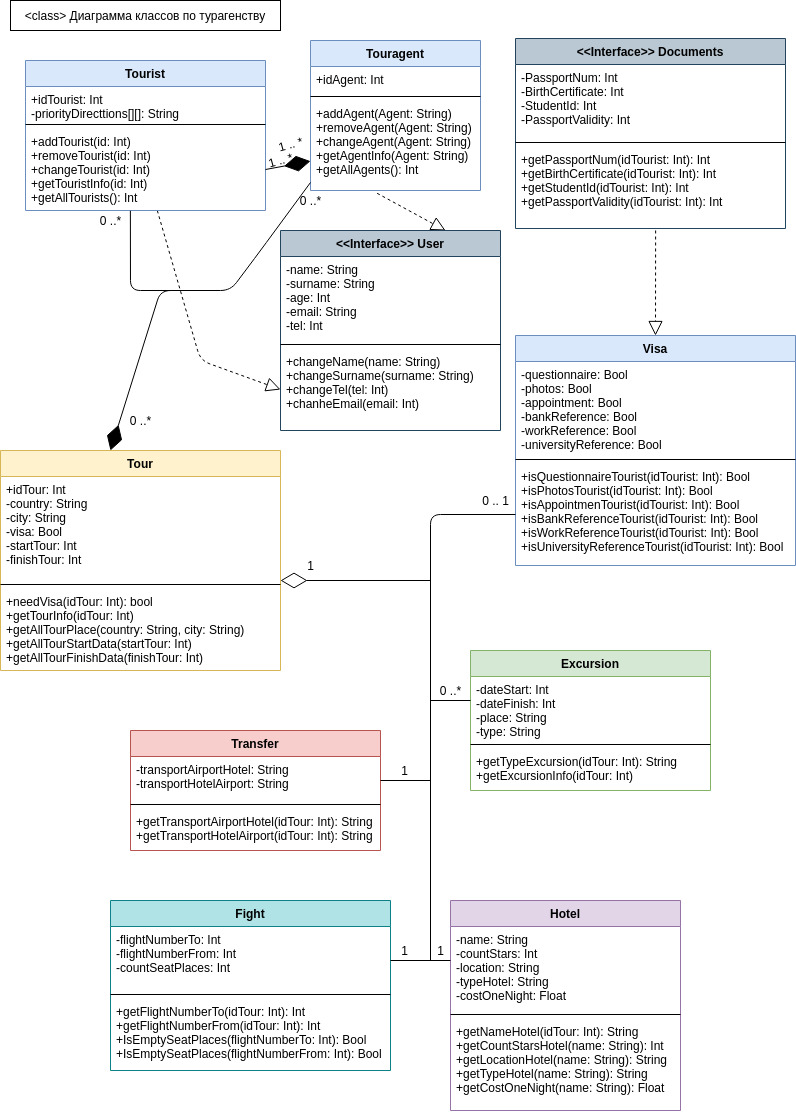 <class> Диаграмма классов по турагенству
Tourist
+idTourist: Int
-priorityDirecttions[][]: String
+addTourist(id: Int)
+removeTourist(id: Int)
+changeTourist(id: Int)
+getTouristInfo(id: Int)
+getAllTourists(): Int
Touragent
+idAgent: Int
+addAgent(Agent: String)
+removeAgent(Agent: String)
+changeAgent(Agent: String)
+getAgentInfo(Agent: String)
+getAllAgents(): Int
<<Interface>> Documents
-PassportNum: Int
-BirthCertificate: Int
-StudentId: Int
-PassportValidity: Int
+getPassportNum(idTourist: Int): Int
+getBirthCertificate(idTourist: Int): Int
+getStudentId(idTourist: Int): Int
+getPassportValidity(idTourist: Int): Int
1 .. *
1 .. *
0 ..*
0 ..*
<<Interface>> User
-name: String
-surname: String
-age: Int
-email: String
-tel: Int
+changeName(name: String)
+changeSurname(surname: String)
+changeTel(tel: Int)
+chanheEmail(email: Int)
Visa
-questionnaire: Bool
-photos: Bool
-appointment: Bool
-bankReference: Bool
-workReference: Bool
-universityReference: Bool
+isQuestionnaireTourist(idTourist: Int): Bool
+isPhotosTourist(idTourist: Int): Bool
+isAppointmenTourist(idTourist: Int): Bool
+isBankReferenceTourist(idTourist: Int): Bool
+isWorkReferenceTourist(idTourist: Int): Bool
+isUniversityReferenceTourist(idTourist: Int): Bool
0 ..*
Tour
+idTour: Int
-country: String
-city: String
-visa: Bool
-startTour: Int
-finishTour: Int
+needVisa(idTour: Int): bool
+getTourInfo(idTour: Int)
+getAllTourPlace(country: String, city: String)
+getAllTourStartData(startTour: Int)
+getAllTourFinishData(finishTour: Int)
0 .. 1
1
Excursion
-dateStart: Int
-dateFinish: Int
-place: String
-type: String
+getTypeExcursion(idTour: Int): String
+getExcursionInfo(idTour: Int)
0 ..*
Transfer
-transportAirportHotel: String
-transportHotelAirport: String
+getTransportAirportHotel(idTour: Int): String
+getTransportHotelAirport(idTour: Int): String
1
Fight
-flightNumberTo: Int
-flightNumberFrom: Int
-countSeatPlaces: Int
+getFlightNumberTo(idTour: Int): Int
+getFlightNumberFrom(idTour: Int): Int
+IsEmptySeatPlaces(flightNumberTo: Int): Bool
+IsEmptySeatPlaces(flightNumberFrom: Int): Bool
1
1
Hotel
-name: String
-countStars: Int
-location: String
-typeHotel: String
-costOneNight: Float
+getNameHotel(idTour: Int): String
+getCountStarsHotel(name: String): Int
+getLocationHotel(name: String): String
+getTypeHotel(name: String): String
+getCostOneNight(name: String): Float